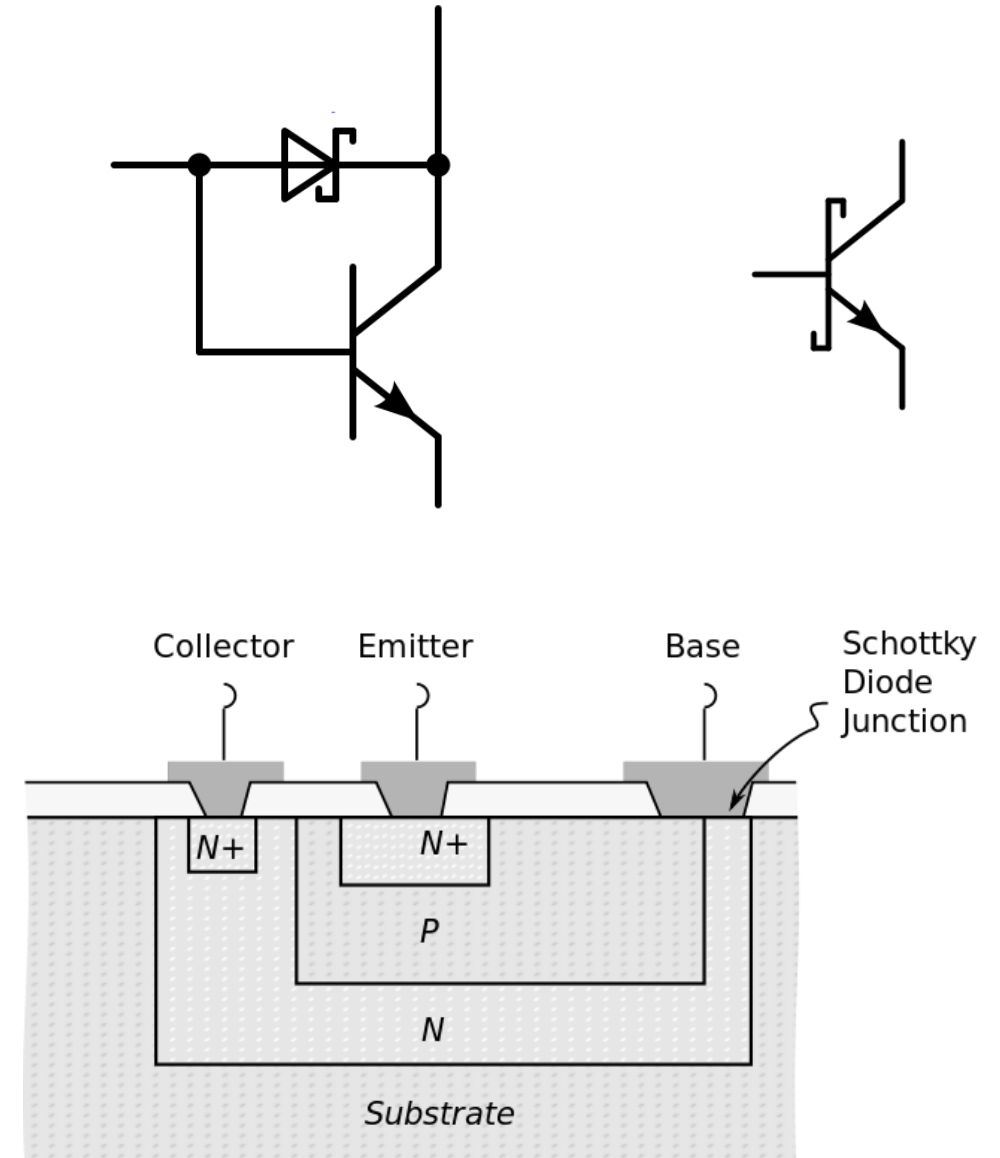 Collector
Emitter
Base
Schottky
Diode
Junction
N+
N+
P
N
Substrate